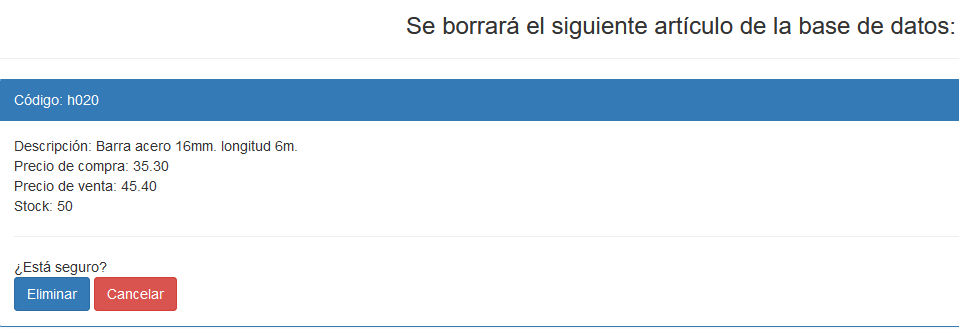 Se borrará el siguiente artículo de la base de datos:
Código: h020
Descripción: Barra acero 16mm. longitud 6m.
Precio de compra: 35.30
Precio de venta: 45.40
Stock: 50
¿Está seguro?
Eliminar Cancelar